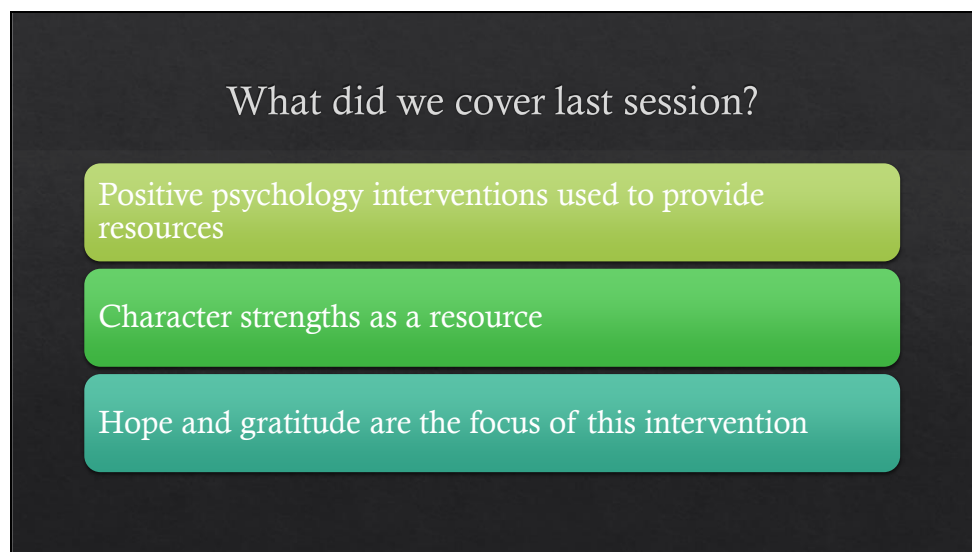 What did we cover last session?
Positive psychology interventions used to provide
resources
Character strengths as a resource
Hope and gratitude are the focus of this intervention